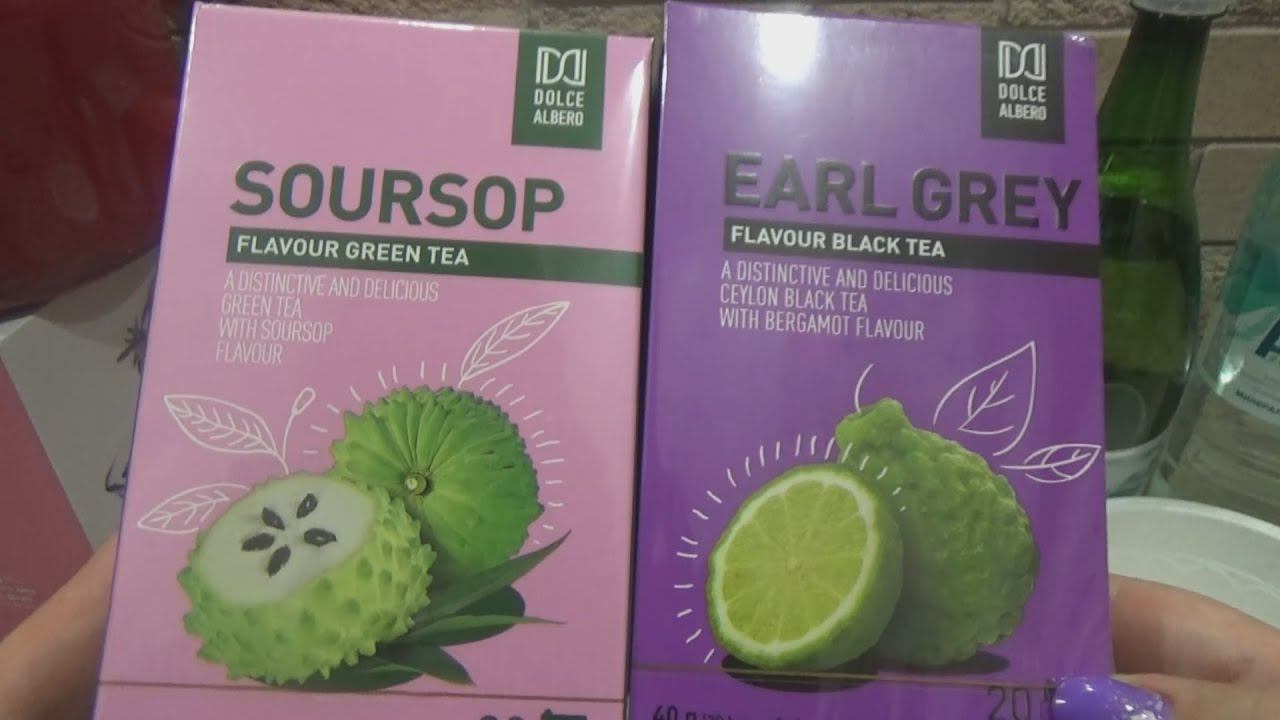 DOLCE
ALBERO
SOURSOP
FLAVOUR GREEN TEA
A DISTINCTIVE AND DELICIOUS
GREEN TEA
WITH SOURSOP
FLAVOUR
DOLCE
ALBERO
EARL GREY
FLAVOUR BLACK TEA
A DISTINCTIVE AND DELICIOUS
CEYLON BLACK TEA
WITH BERGAMOT FLAVOUR
20